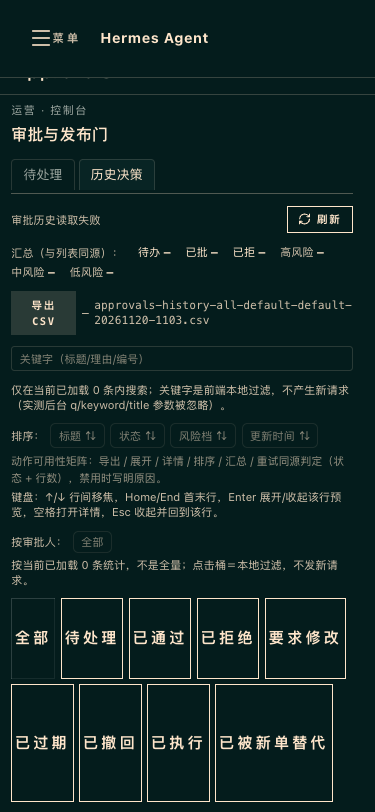 菜单 Hermes Agent
运营 · 控制台
审批与发布门
待处理 历史决策
审批历史读取失败 刷新
汇总（与列表同源）： 待办 — 已批 — 已拒 — 高风险 —
中风险 — 低风险 —
导出 CSV — approvals-history-all-default-default-
20261120-1103.csv
关键字（标题/理由/编号）
仅在当前已加载 0 条内搜索；关键字是前端本地过滤，不产生新请求
（实测后台 q/keyword/title 参数被忽略）。
排序： 标题 ⇅ 状态 ⇅ 风险档 ⇅ 更新时间 ⇅
动作可用性矩阵：导出 / 展开 / 详情 / 排序 / 汇总 / 重试同源判定（状
态 + 行数），禁用时写明原因。
键盘：↑/↓ 行间移焦，Home/End 首末行，Enter 展开/收起该行预
览，空格打开详情，Esc 收起并回到该行。
按审批人： 全部
按当前已加载 0 条统计，不是全量；点击桶＝本地过滤，不发新请
求。
全部 待处理 已通过 已拒绝 要求修改
已过期 已撤回 已执行 已被新单替代